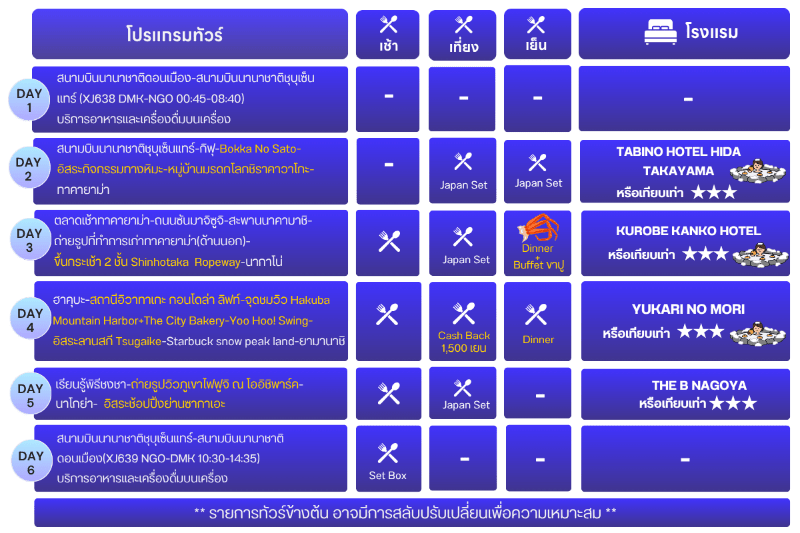 โปรแกรมทัวร์
เช้า
เที่ยง
เย็น
โรงแรม
DAY
1
สนามบินนานาชาติดอนเมือง-สนามบินนานาชาติชุบุเซ็น
แทร์ (XJ638 DMK-NGO 00:45-08:40)
บริการอาหารและเครื่องดื่มบนเครื่อง
-
-
-
-
DAY
2
สนามบินนานาชาติชุบุเซ็นแทร์-กิฟุ-Bokka No Sato-
อิสระกิจกรรมทางหิมะ-หมู่บ้านมรดกโลกชิราคาวาโกะ-
ทาคายาม่า
-
Japan Set
Japan Set
TABINO HOTEL HIDA
TAKAYAMA
หรือเทียบเท่า ★★★
DAY
3
ตลาดเช้าทาคายาม่า-ถนนซันมาจิซูจิ-สะพานนาคาบาชิ-
ถ่ายรูปที่ทำการเก่าทาคายาม่า(ด้านนอก)-
ขึ้นกระเช้า 2 ชั้น Shinhotaka Ropeway-นากาโน่
Japan Set
Dinner
+
Buffet ขาปู
KUROBE KANKO HOTEL
หรือเทียบเท่า ★★★
DAY
4
ฮาคุบะ-สถานีฮิวาทาเกะ กอนโดล่า ลิฟท์-จุดชมวิว Hakuba
Mountain Harbor+The City Bakery-Yoo Hoo! Swing-
อิสระลานสกี Tsugaike-Starbuck snow peak land-ยามานาชิ
Cash Back
1,500 เยน
Dinner
YUKARI NO MORI
หรือเทียบเท่า ★★★
DAY
5
เรียนรู้พิธีชงชา-ถ่ายรูปวิวภูเขาไฟฟูจิ ณ โออิชิพาร์ค-
นาโกย่า- อิสระช้อปปิ้งย่านซากาเอะ
Japan Set
-
THE B NAGOYA
หรือเทียบเท่า ★★★
DAY
6
สนามบินนานาชาติชุบุเซ็นแทร์-สนามบินนานาชาติ
ดอนเมือง(XJ639 NGO-DMK 10:30-14:35)
บริการอาหารและเครื่องดื่มบนเครื่อง
Set Box
-
-
-
** รายการทัวร์ข้างต้น อาจมีการสลับปรับเปลี่ยนเพื่อความเหมาะสม **